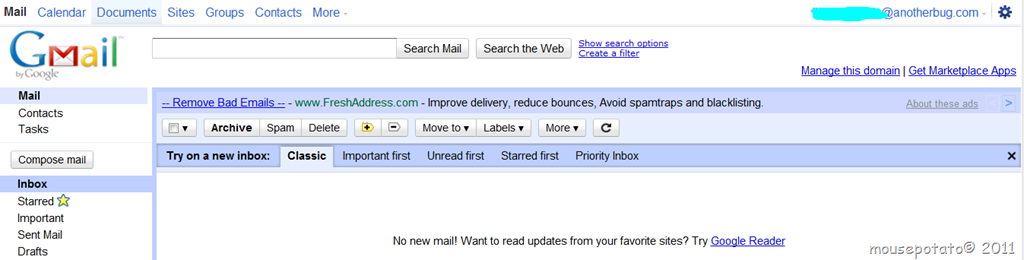 Mail Calendar Documents Sites Groups Contacts More @anotherbug.com
Gmail
by Google
Search Mail Search the Web Show search options
Create a filter
Manage this domain | Get Marketplace Apps
Mail
Contacts
Tasks
Compose mail
Inbox
Starred
Important
Sent Mail
Drafts
-- Remove Bad Emails -- - www.FreshAddress.com - Improve delivery, reduce bounces, Avoid spamtraps and blacklisting. About these ads < >
Archive Spam Delete Move to Labels More
Try on a new inbox: Classic Important first Unread first Starred first Priority Inbox x
No new mail! Want to read updates from your favorite sites? Try Google Reader
mousepotato© 2011